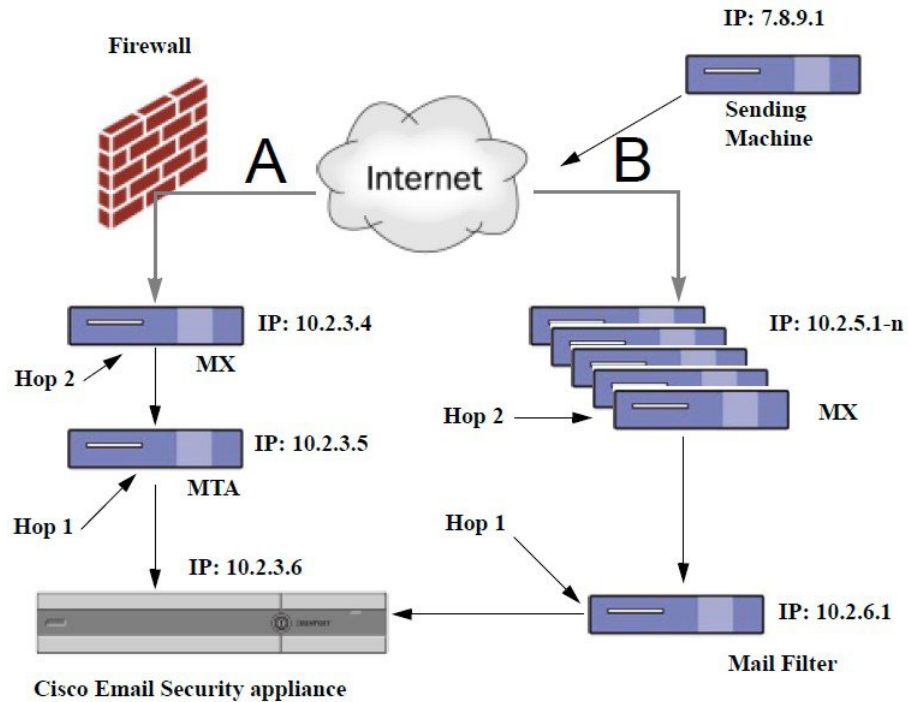 IP: 7.8.9.1
Firewall
Sending
Machine
A
Internet
B
IP: 10.2.3.4
MX
Hop 2
IP: 10.2.5.1-n
MX
Hop 2
IP: 10.2.3.5
MTA
Hop 1
Hop 1
IP: 10.2.3.6
IP: 10.2.6.1
Mail Filter
Cisco Email Security appliance